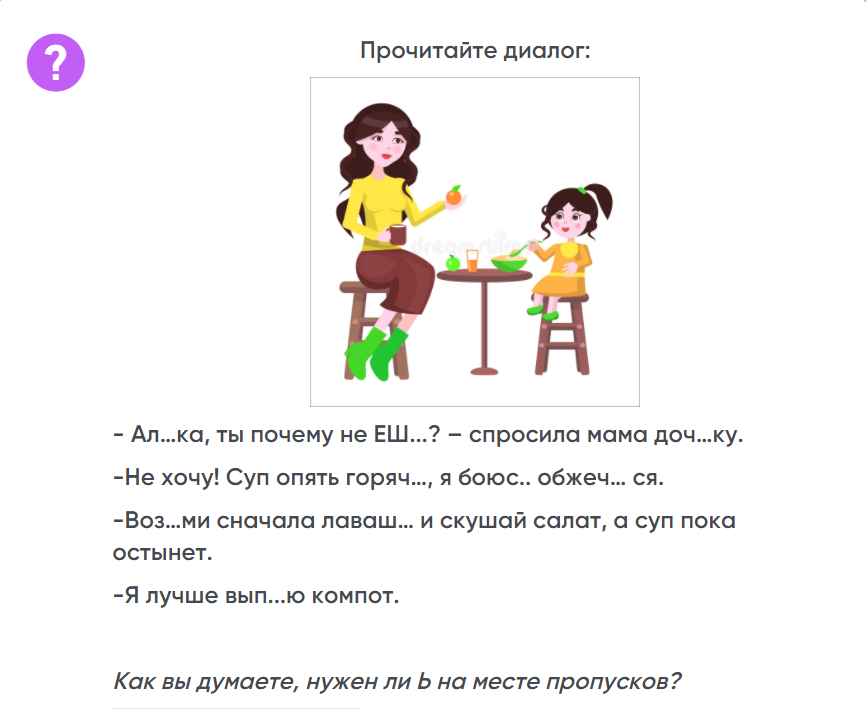 ?
Прочитайте диалог:
dreamstime
- Ал...ка, ты почему не ЕШ...? – спросила мама доч...ку.
-Не хочу! Суп опять горяч..., я боюс.. обжеч... ся.
-Воз...ми сначала лаваш... и скушай салат, а суп пока
остынет.
-Я лучше вып...ю компот.
Как вы думаете, нужен ли Ь на месте пропусков?